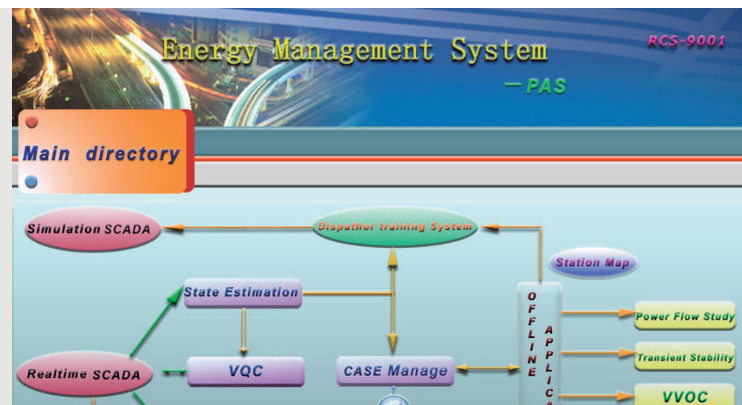 Energy Management System
RCS-9001
—PAS
Main directory
Simulation SCADA
Dispathor training System
Station Map
State Estimation
OFFLINE
APPLICA
Power Flow Study
Transient Stability
Realtime SCADA
VQC
CASE Manage
VVOC